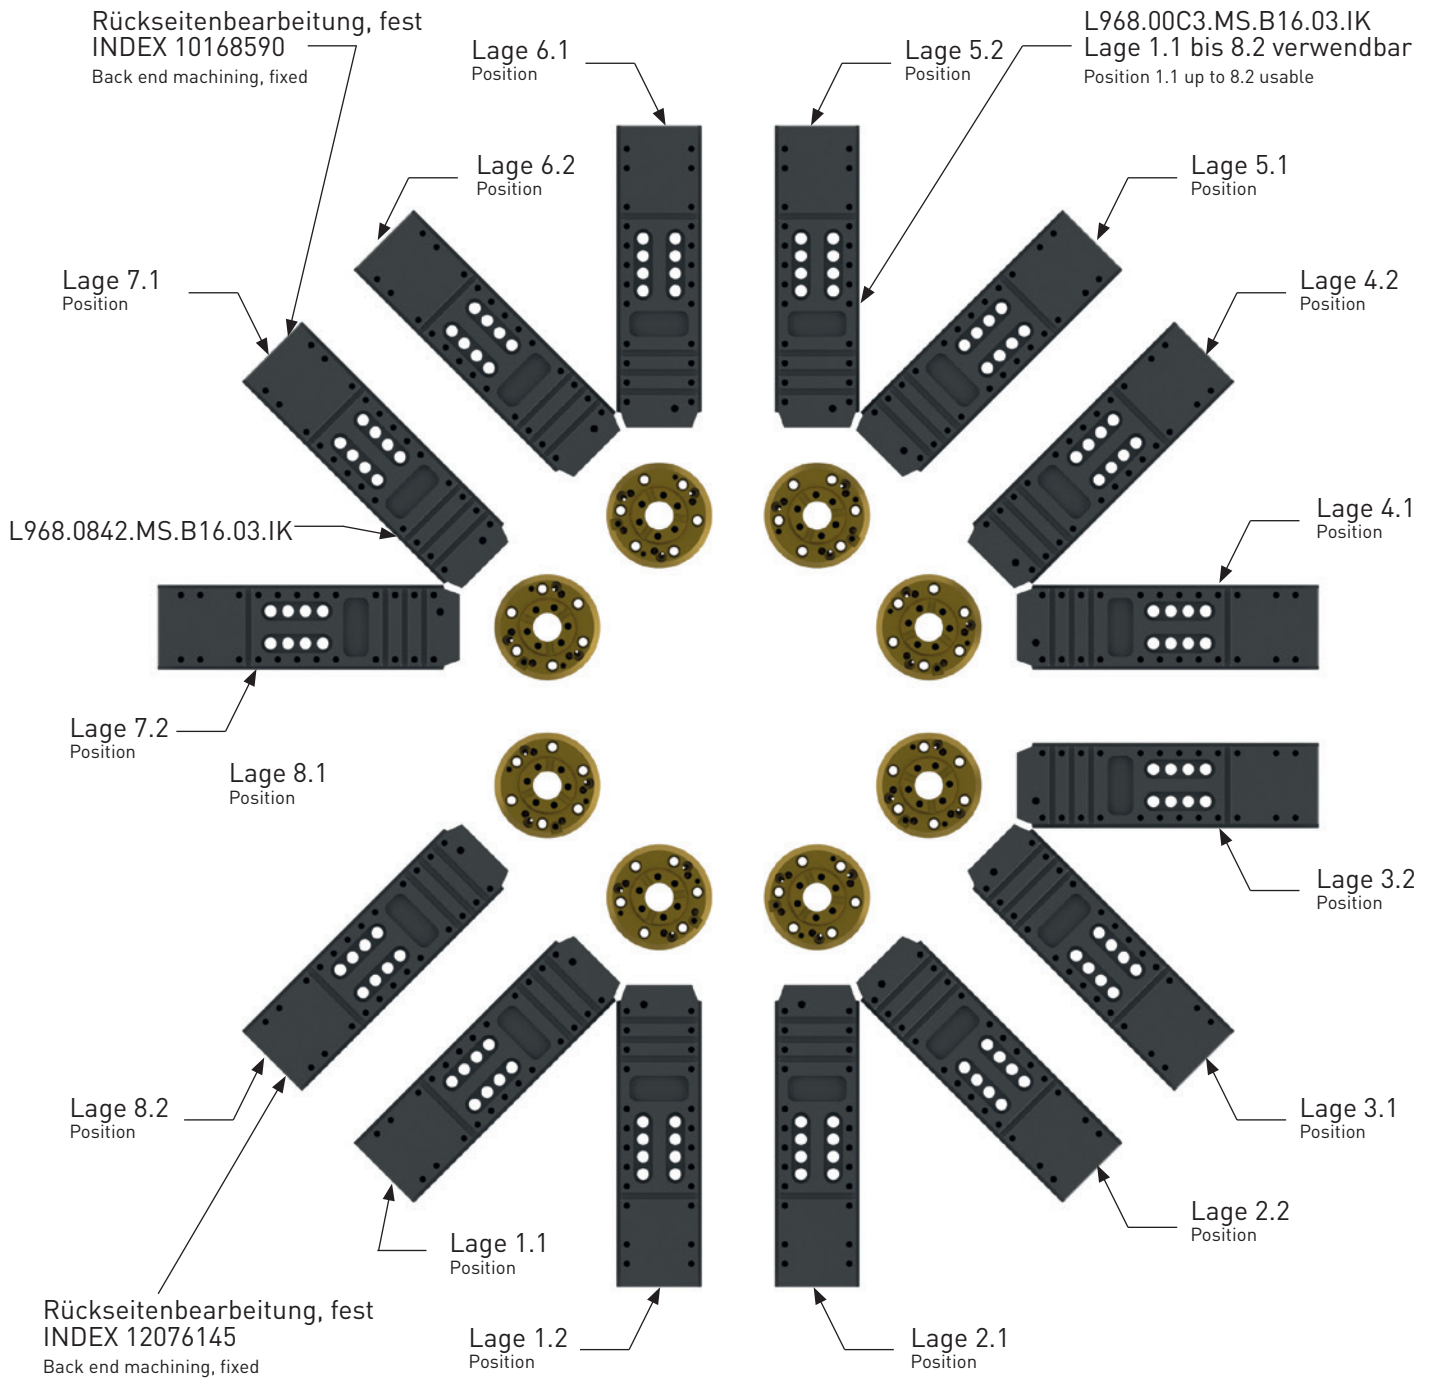 Rückseitenbearbeitung, fest
INDEX 10168590
Back end machining, fixed
Lage 6.1
Position
Lage 5.2
Position
L968.00C3.MS.B16.03.IK
Lage 1.1 bis 8.2 verwendbar
Position 1.1 up to 8.2 usable
Lage 6.2
Position
Lage 5.1
Position
Lage 7.1
Position
Lage 4.2
Position
L968.0842.MS.B16.03.IK
Lage 4.1
Position
Lage 7.2
Position
Lage 8.1
Position
Lage 3.2
Position
Lage 8.2
Position
Lage 3.1
Position
Lage 1.1
Position
Lage 2.2
Position
Rückseitenbearbeitung, fest
INDEX 12076145
Back end machining, fixed
Lage 1.2
Position
Lage 2.1
Position